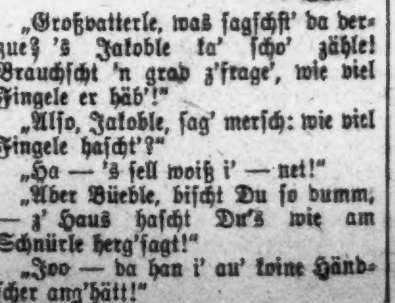 „Großvatterle, was sagschst' da der=
zue? 's Jakoble ka' scho' zähle!
Brauchscht 'n grad z'frage', wie viel
Fingele er häb'!"
„Also, Jakoble, sag' mersch: wie viel
Fingele hascht'?"
„Ha — 's sell woiß i' — net!"
„Aber Büeble, bischt Du so dumm,
— z' Haus hascht Du's wie am
Schnürle herg'sagt!"
„Joo — da han i' au' koine Händ=
scher ang'hätt!"